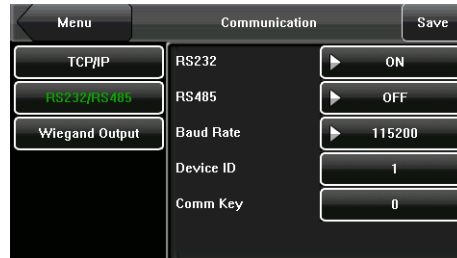 Menu Communication Save
TCP/IP
RS232/RS485
Wiegand Output
RS232 ON
RS485 OFF
Baud Rate 115200
Device ID 1
Comm Key 0